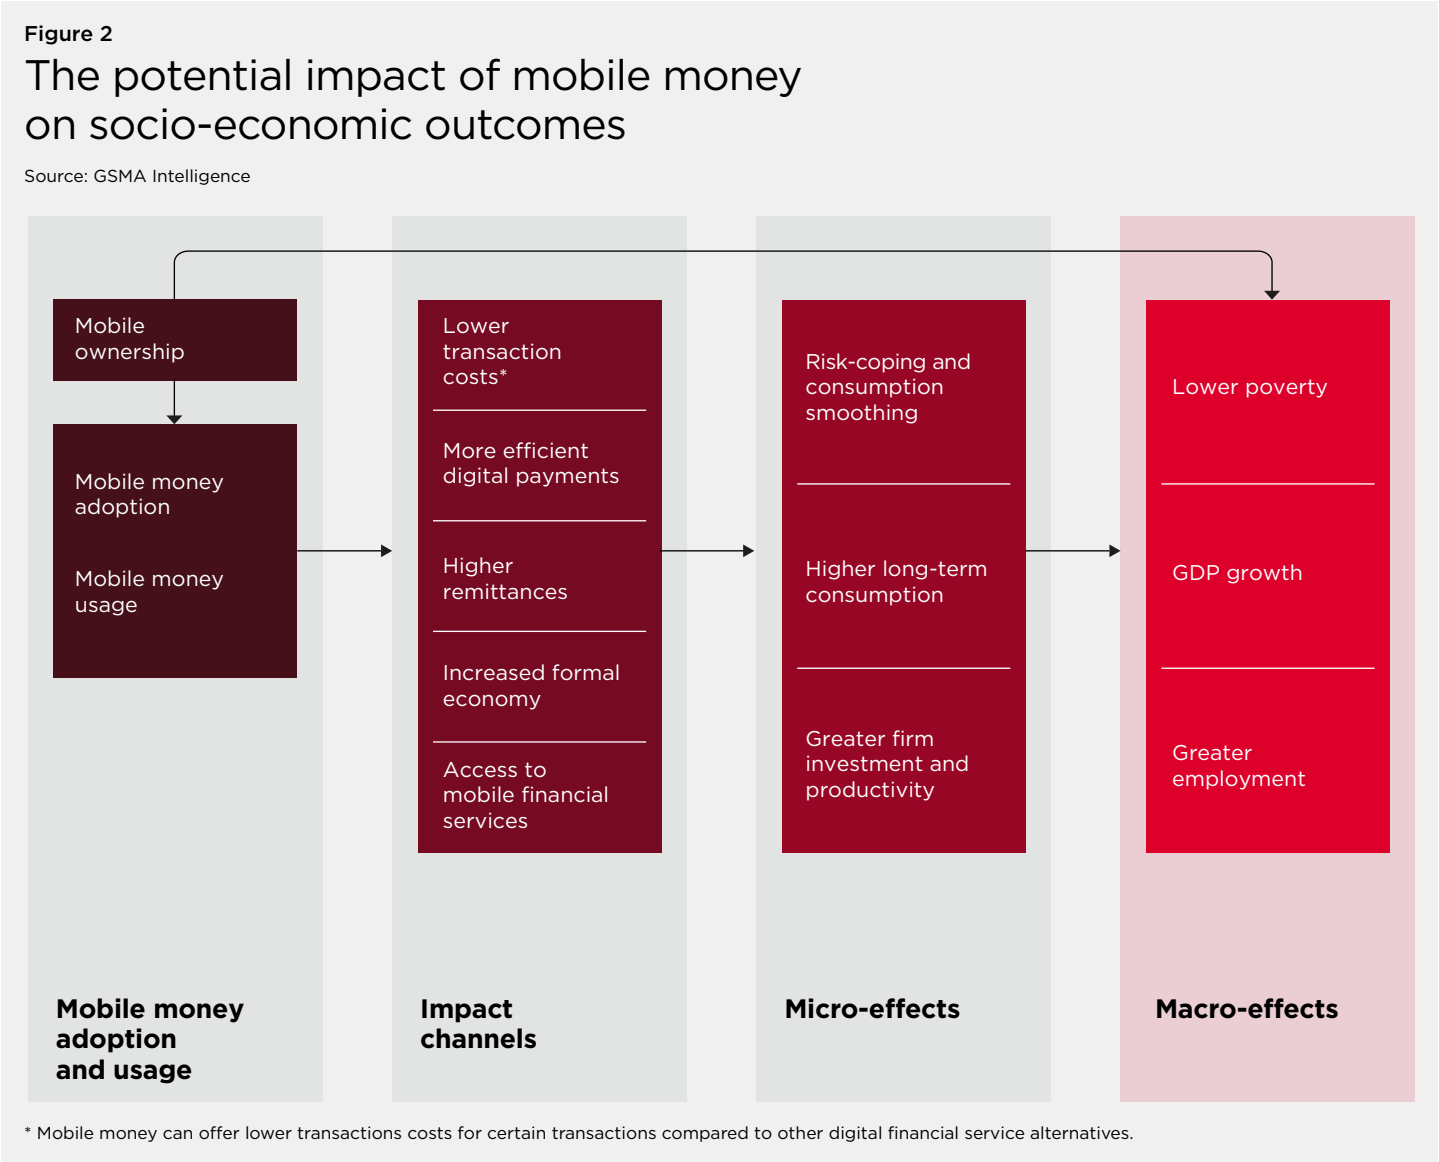 Figure 2
The potential impact of mobile money
on socio-economic outcomes
Source: GSMA Intelligence
Mobile
ownership
Mobile money
adoption
Mobile money
usage
Mobile money
adoption
and usage
Lower
transaction
costs*
More efficient
digital payments
Higher
remittances
Increased formal
economy
Access to
mobile financial
services
Impact
channels
Risk-coping and
consumption
smoothing
Higher long-term
consumption
Greater firm
investment and
productivity
Micro-effects
Lower poverty
GDP growth
Greater
employment
Macro-effects
* Mobile money can offer lower transactions costs for certain transactions compared to other digital financial service alternatives.